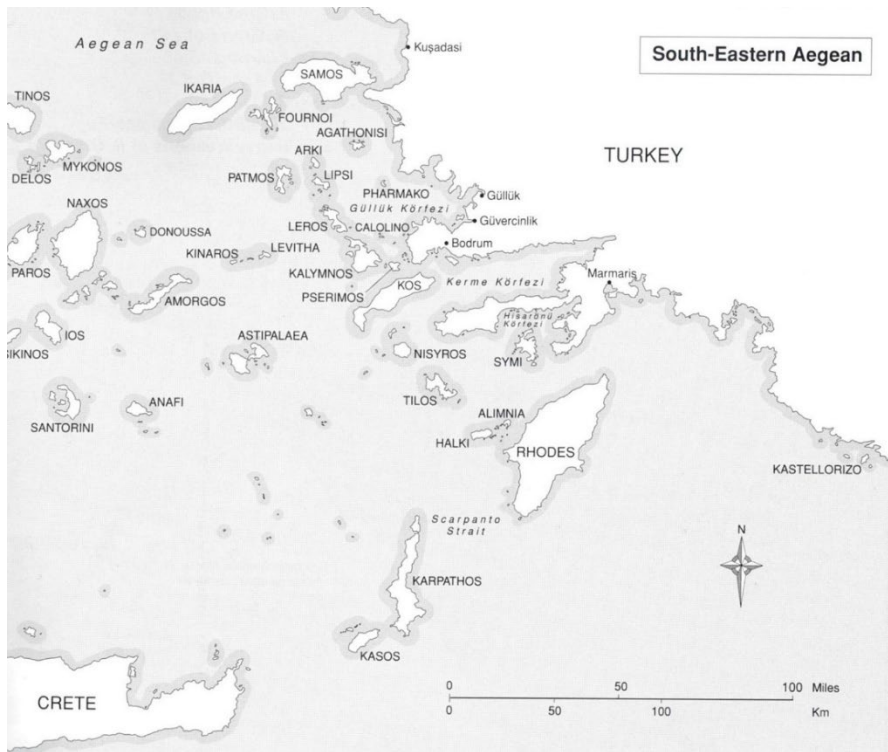 Aegean Sea
Kuşadasi
South-Eastern Aegean
SAMOS
IKARIA
TINOS
FOURNOI
AGATHONISI
ARKI
TURKEY
MYKONOS
DELOS
PATMOS
LIPSI
PHARMAKO
Güllük
NAXOS
Güllük Körfezi
Güvercinlik
LEROS
CALOLINO
DONOUSSA
Bodrum
LEVITHA
KINAROS
PAROS
KALYMNOS
Marmaris
KOS
Kerme Körfezi
AMORGOS
PSERIMOS
Hisarönü
Körfezi
IOS
ASTIPALAEA
SIKINOS
NISYROS
SYMI
ANAFI
TILOS
ALIMNIA
SANTORINI
HALKI
RHODES
KASTELLORIZO
Scarpanto
Strait
N
KARPATHOS
KASOS
CRETE
0 50 100 Miles
0 50 100 Km